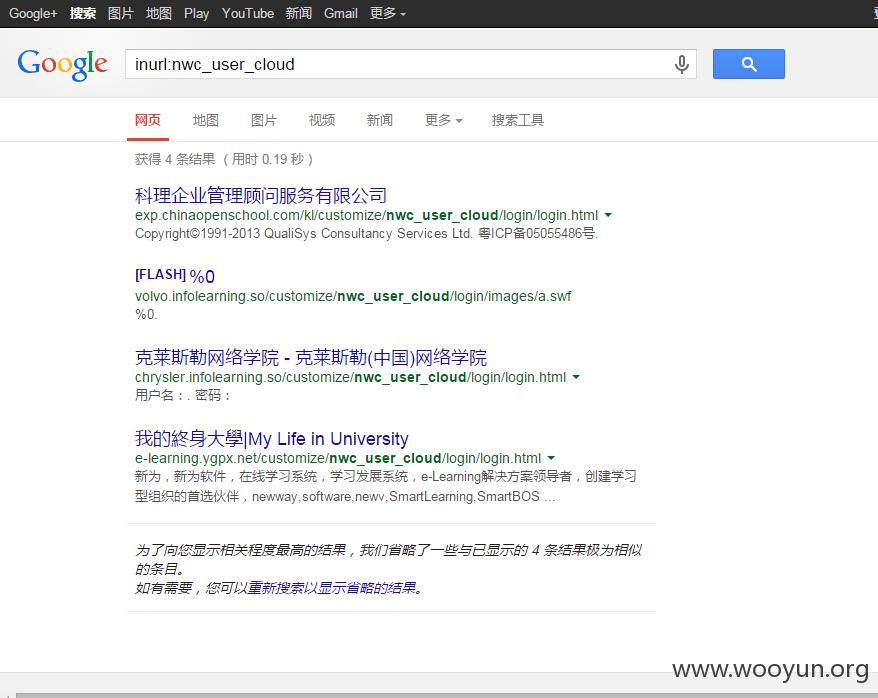 Google+ 搜索 图片 地图 Play YouTube 新闻 Gmail 更多
Google inurl:nwc_user_cloud
网页 地图 图片 视频 新闻 更多 搜索工具
获得 4 条结果 （用时 0.19 秒）
科理企业管理顾问服务有限公司
exp.chinaopenschool.com/kl/customize/nwc_user_cloud/login/login.html
Copyright©1991-2013 QualiSys Consultancy Services Ltd. 粤ICP备05055486号.
[FLASH] %0
volvo.infolearning.so/customize/nwc_user_cloud/login/images/a.swf
%0.
克莱斯勒网络学院 - 克莱斯勒(中国)网络学院
chrysler.infolearning.so/customize/nwc_user_cloud/login/login.html
用户名：. 密码：
我的終身大學|My Life in University
e-learning.ygpx.net/customize/nwc_user_cloud/login/login.html
新为，新为软件，在线学习系统，学习发展系统，e-Learning解决方案领导者，创建学习
型组织的首选伙伴，newway,software,newv,SmartLearning,SmartBOS ...
为了向您显示相关程度最高的结果，我们省略了一些与已显示的 4 条结果极为相似
的条目。
如有需要，您可以重新搜索以显示省略的结果。
www.wooyun.org